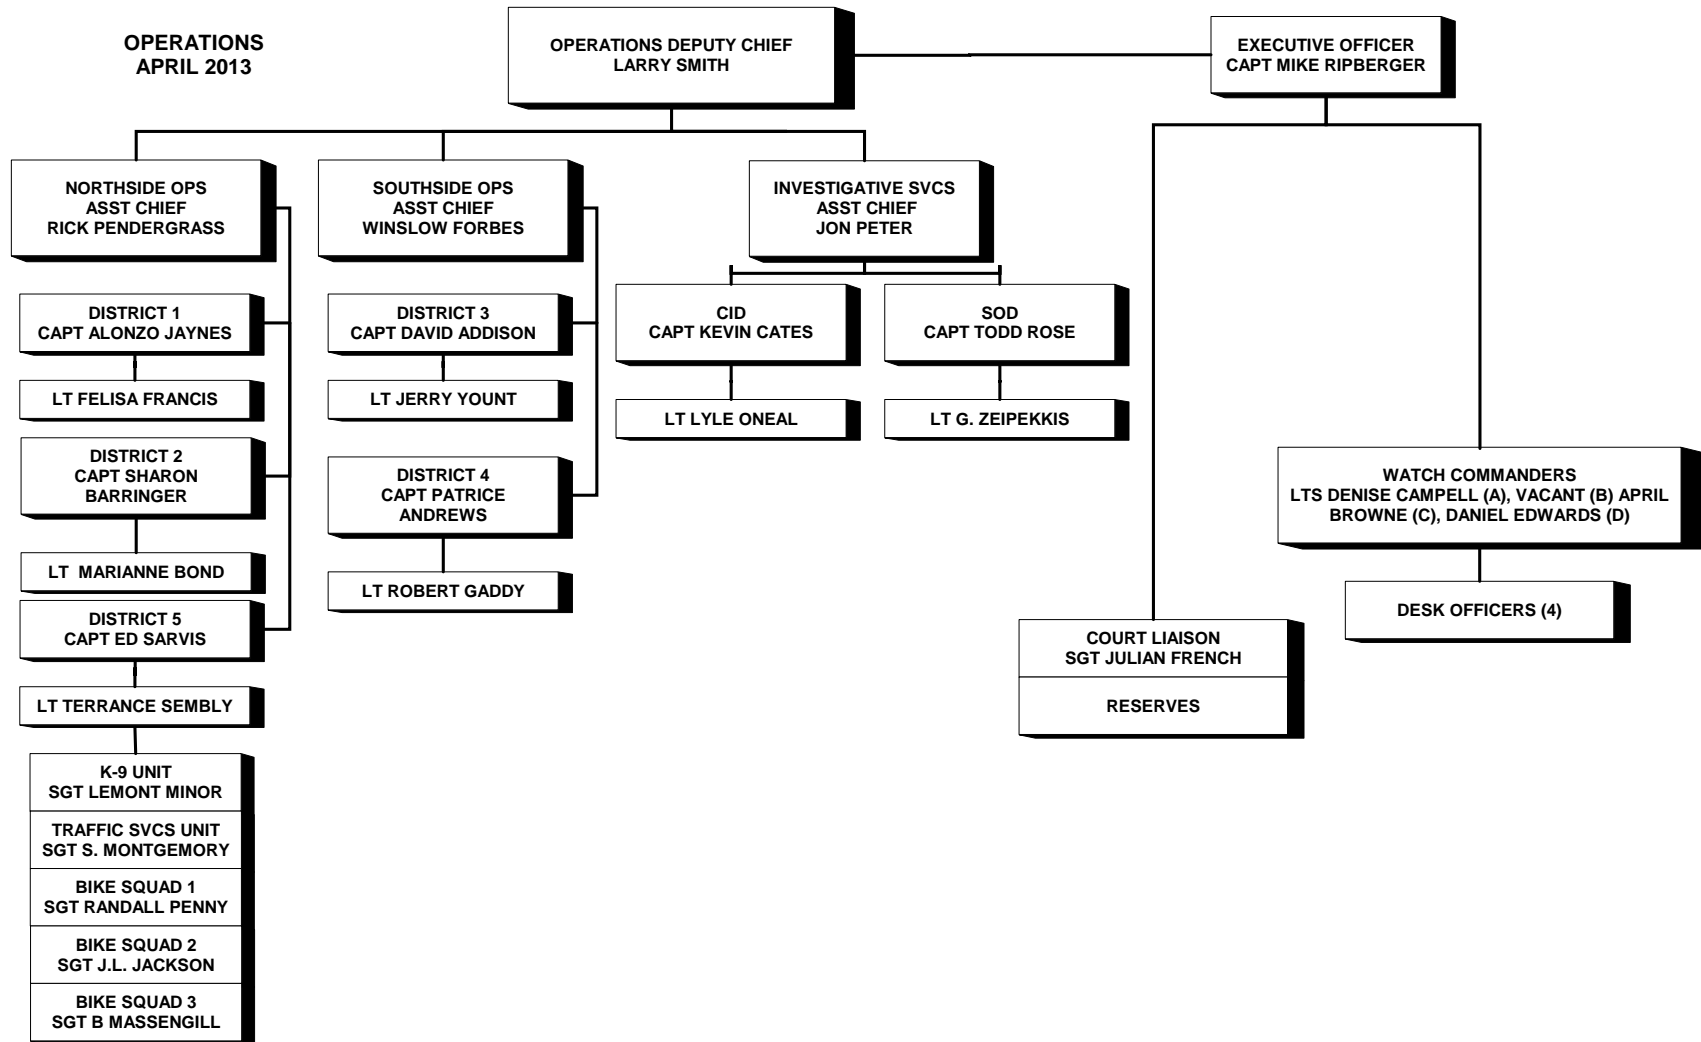 OPERATIONS
APRIL 2013
OPERATIONS DEPUTY CHIEF
LARRY SMITH
EXECUTIVE OFFICER
CAPT MIKE RIPBERGER
NORTHSIDE OPS
ASST CHIEF
RICK PENDERGRASS
SOUTHSIDE OPS
ASST CHIEF
WINSLOW FORBES
INVESTIGATIVE SVCS
ASST CHIEF
JON PETER
DISTRICT 1
CAPT ALONZO JAYNES
LT FELISA FRANCIS
DISTRICT 2
CAPT SHARON
BARRINGER
LT MARIANNE BOND
DISTRICT 5
CAPT ED SARVIS
LT TERRANCE SEMBLY
K-9 UNIT
SGT LEMONT MINOR
TRAFFIC SVCS UNIT
SGT S. MONTGEMORY
BIKE SQUAD 1
SGT RANDALL PENNY
BIKE SQUAD 2
SGT J.L. JACKSON
BIKE SQUAD 3
SGT B MASSENGILL
DISTRICT 3
CAPT DAVID ADDISON
LT JERRY YOUNT
DISTRICT 4
CAPT PATRICE
ANDREWS
LT ROBERT GADDY
CID
CAPT KEVIN CATES
LT LYLE ONEAL
SOD
CAPT TODD ROSE
LT G. ZEIPEKKIS
COURT LIAISON
SGT JULIAN FRENCH
RESERVES
WATCH COMMANDERS
LTS DENISE CAMPELL (A), VACANT (B) APRIL
BROWNE (C), DANIEL EDWARDS (D)
DESK OFFICERS (4)